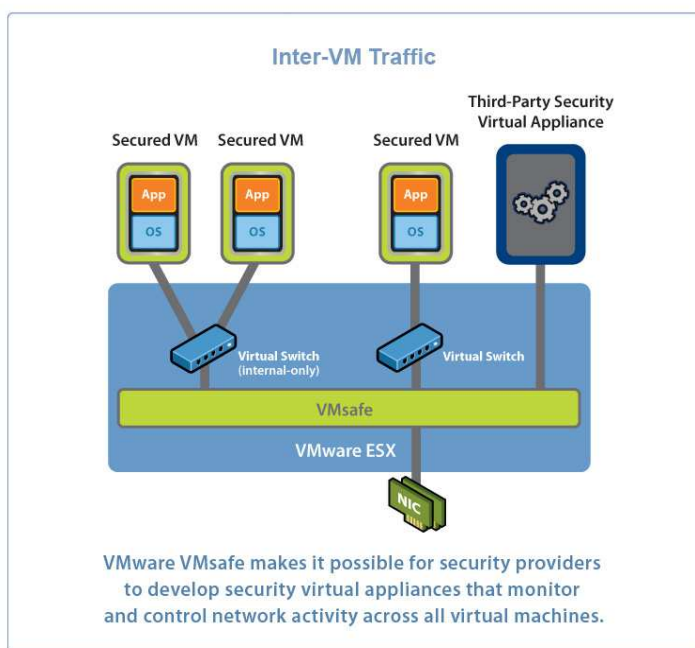 Inter-VM Traffic
Third-Party Security
Virtual Appliance
Secured VM
Secured VM
Secured VM
App
OS
App
OS
App
OS
Virtual Switch
(internal-only)
Virtual Switch
VMsafe
VMware ESX
NIC
VMware VMsafe makes it possible for security providers
to develop security virtual appliances that monitor
and control network activity across all virtual machines.